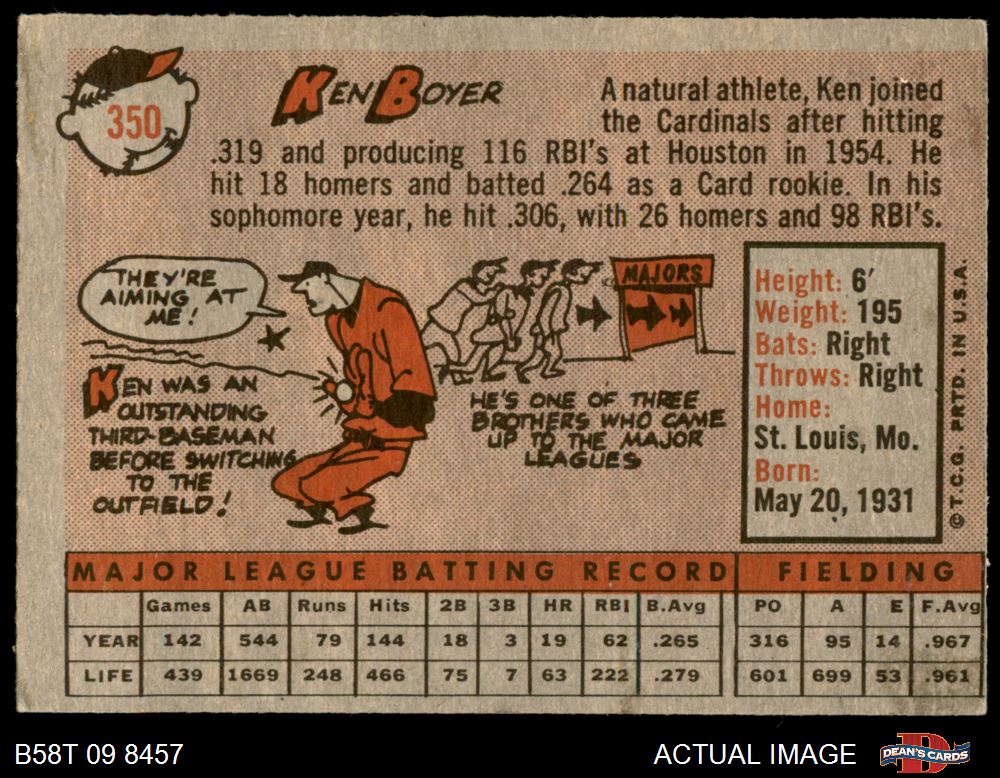 350
KEN BOYER
A natural athlete, Ken joined
the Cardinals after hitting
.319 and producing 116 RBI's at Houston in 1954. He
hit 18 homers and batted .264 as a Card rookie. In his
sophomore year, he hit .306, with 26 homers and 98 RBI's.
THEY'RE
AIMING AT
ME!
KEN WAS AN
OUTSTANDING
THIRD-BASEMAN
BEFORE SWITCHING
TO THE
OUTFIELD!
MAJORS
HE'S ONE OF THREE
BROTHERS WHO CAME
UP TO THE MAJOR
LEAGUES
Height: 6'
Weight: 195
Bats: Right
Throws: Right
Home:
St. Louis, Mo.
Born:
May 20, 1931
© T.C.G. PRTD. IN U.S.A.
MAJOR LEAGUE BATTING RECORD FIELDING
Games AB Runs Hits 2B 3B HR RBI B.Avg PO A E F.Avg
YEAR 142 544 79 144 18 3 19 62 .265 316 95 14 .967
LIFE 439 1669 248 466 75 7 63 222 .279 601 699 53 .961
B58T 09 8457
ACTUAL IMAGE
DEAN'S CARDS